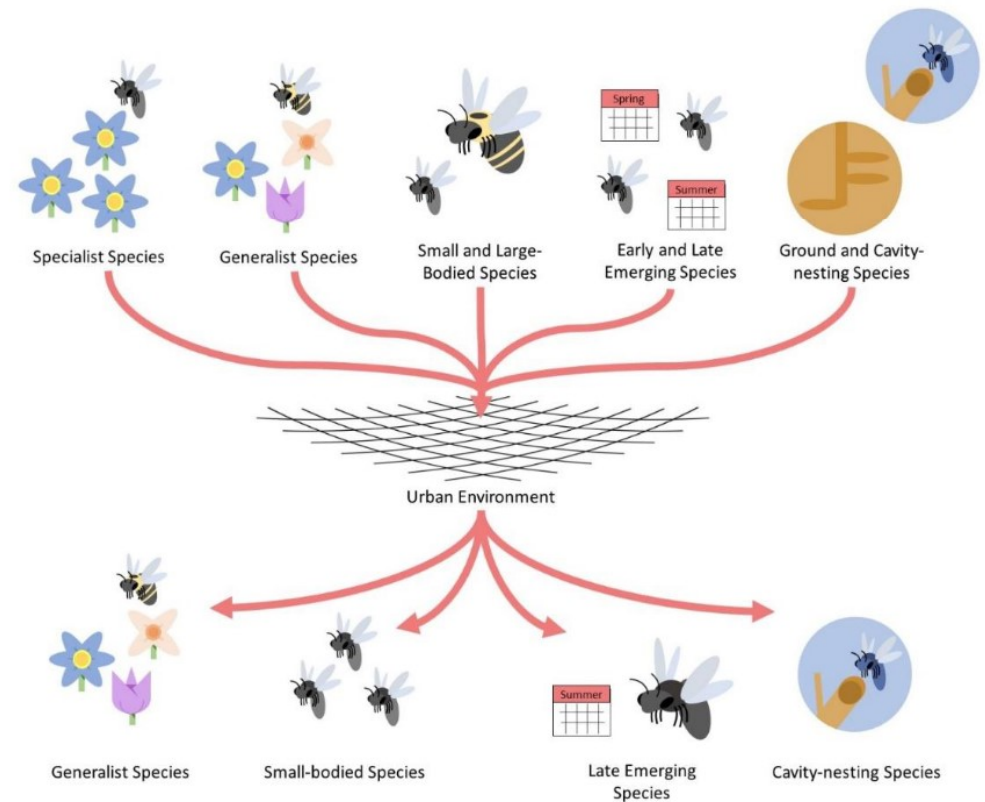 Spring
Summer
Specialist Species
Generalist Species
Small and Large-
Bodied Species
Early and Late
Emerging Species
Ground and Cavity-
nesting Species
Urban Environment
Summer
Generalist Species
Small-bodied Species
Late Emerging
Species
Cavity-nesting Species